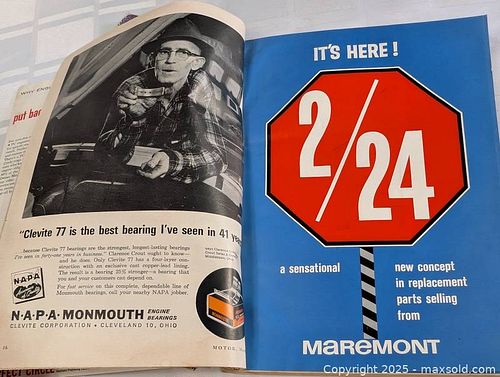 put bar
"Clevite 77 is the best bearing I've seen in 41
because Clevite 77 bearings are the strongest, longest-lasting bearings
I've seen in forty-one years in business." Clarence Crout ought to know—
and he does. Only Clevite 77 has a four-layer construction
with an exclusive cast copper-lead lining.
The result is a bearing 25% stronger—a bearing that
you and your customers can depend on.
For fast service on this complete, dependable line of
Monmouth bearings, call your nearby NAPA jobber.
NAPA
N·A·P·A·MONMOUTH ENGINE
BEARINGS
CLEVITE CORPORATION • CLEVELAND 10, OHIO
MOTOR,
IT'S HERE!
2/24
a sensational
new concept
in replacement
parts selling
from
MAREMONT
Copyright 2025 - maxsold.com